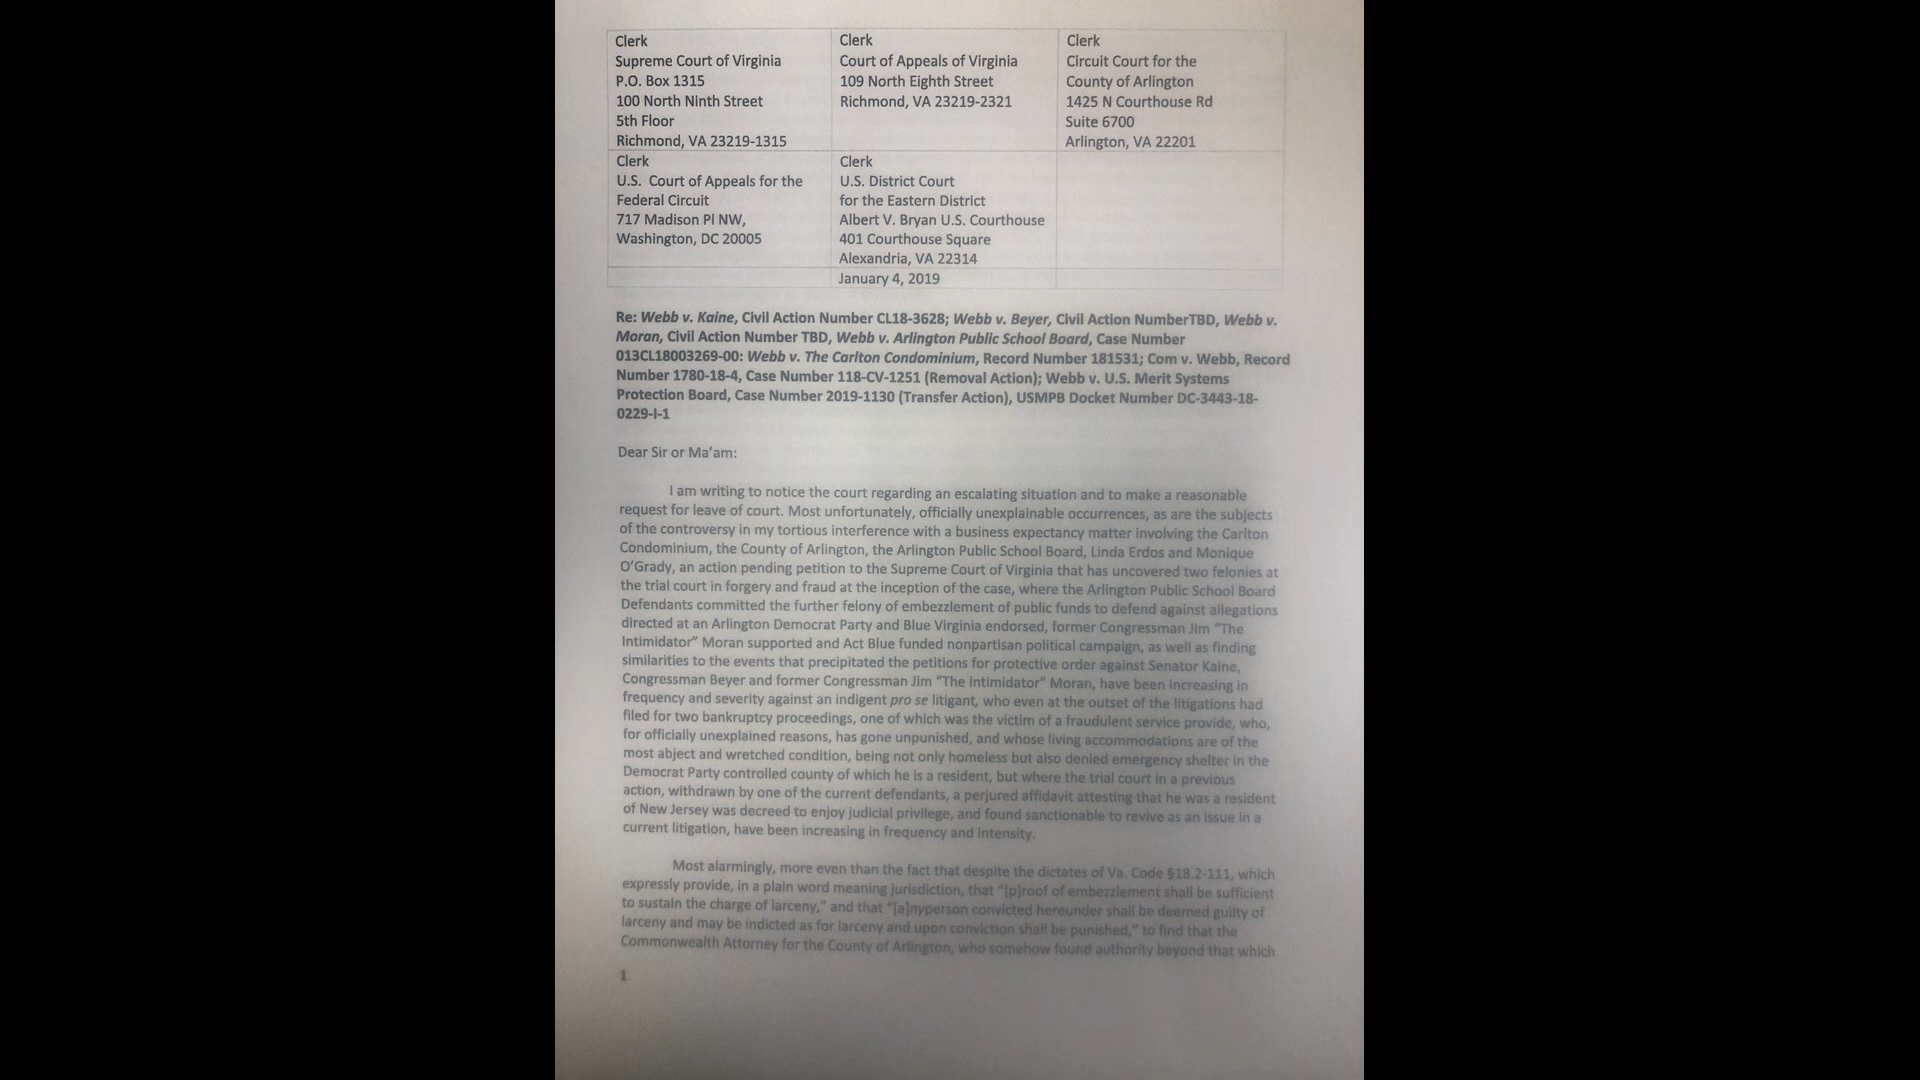 Clerk
Supreme Court of Virginia
P.O. Box 1315
100 North Ninth Street
5th Floor
Richmond, VA 23219-1315
Clerk
Court of Appeals of Virginia
109 North Eighth Street
Richmond, VA 23219-2321
Clerk
Circuit Court for the
County of Arlington
1425 N Courthouse Rd
Suite 6700
Arlington, VA 22201
Clerk
U.S. Court of Appeals for the
Federal Circuit
717 Madison Pl NW,
Washington, DC 20005
Clerk
U.S. District Court
for the Eastern District
Albert V. Bryan U.S. Courthouse
401 Courthouse Square
Alexandria, VA 22314
January 4, 2019
Re: Webb v. Kaine, Civil Action Number CL18-3628; Webb v. Beyer, Civil Action NumberTBD, Webb v.
Moran, Civil Action Number TBD, Webb v. Arlington Public School Board, Case Number
013CL18003269-00: Webb v. The Carlton Condominium, Record Number 181531; Com v. Webb, Record
Number 1780-18-4, Case Number 118-CV-1251 (Removal Action); Webb v. U.S. Merit Systems
Protection Board, Case Number 2019-1130 (Transfer Action), USMPB Docket Number DC-3443-18-
0229-I-1
Dear Sir or Ma'am:
I am writing to notice the court regarding an escalating situation and to make a reasonable
request for leave of court. Most unfortunately, officially unexplainable occurrences, as are the subjects
of the controversy in my tortious interference with a business expectancy matter involving the Carlton
Condominium, the County of Arlington, the Arlington Public School Board, Linda Erdos and Monique
O'Grady, an action pending petition to the Supreme Court of Virginia that has uncovered two felonies at
the trial court in forgery and fraud at the inception of the case, where the Arlington Public School Board
Defendants committed the further felony of embezzlement of public funds to defend against allegations
directed at an Arlington Democrat Party and Blue Virginia endorsed, former Congressman Jim "The
Intimidator" Moran supported and Act Blue funded nonpartisan political campaign, as well as finding
similarities to the events that precipitated the petitions for protective order against Senator Kaine,
Congressman Beyer and former Congressman Jim "The Intimidator" Moran, have been increasing in
frequency and severity against an indigent pro se litigant, who even at the outset of the litigations had
filed for two bankruptcy proceedings, one of which was the victim of a fraudulent service provide, who,
for officially unexplained reasons, has gone unpunished, and whose living accommodations are of the
most abject and wretched condition, being not only homeless but also denied emergency shelter in the
Democrat Party controlled county of which he is a resident, but where the trial court in a previous
action, withdrawn by one of the current defendants, a perjured affidavit attesting that he was a resident
of New Jersey was decreed to enjoy judicial privilege, and found sanctionable to revive as an issue in a
current litigation, have been increasing in frequency and intensity.
Most alarmingly, more even than the fact that despite the dictates of Va. Code §18.2-111, which
expressly provide, in a plain word meaning jurisdiction, that "[p]roof of embezzlement shall be sufficient
to sustain the charge of larceny," and that "[a]nyperson convicted hereunder shall be deemed guilty of
larceny and may be indicted as for larceny and upon conviction shall be punished," to find that the
Commonwealth Attorney for the County of Arlington, who somehow found authority beyond that which
1